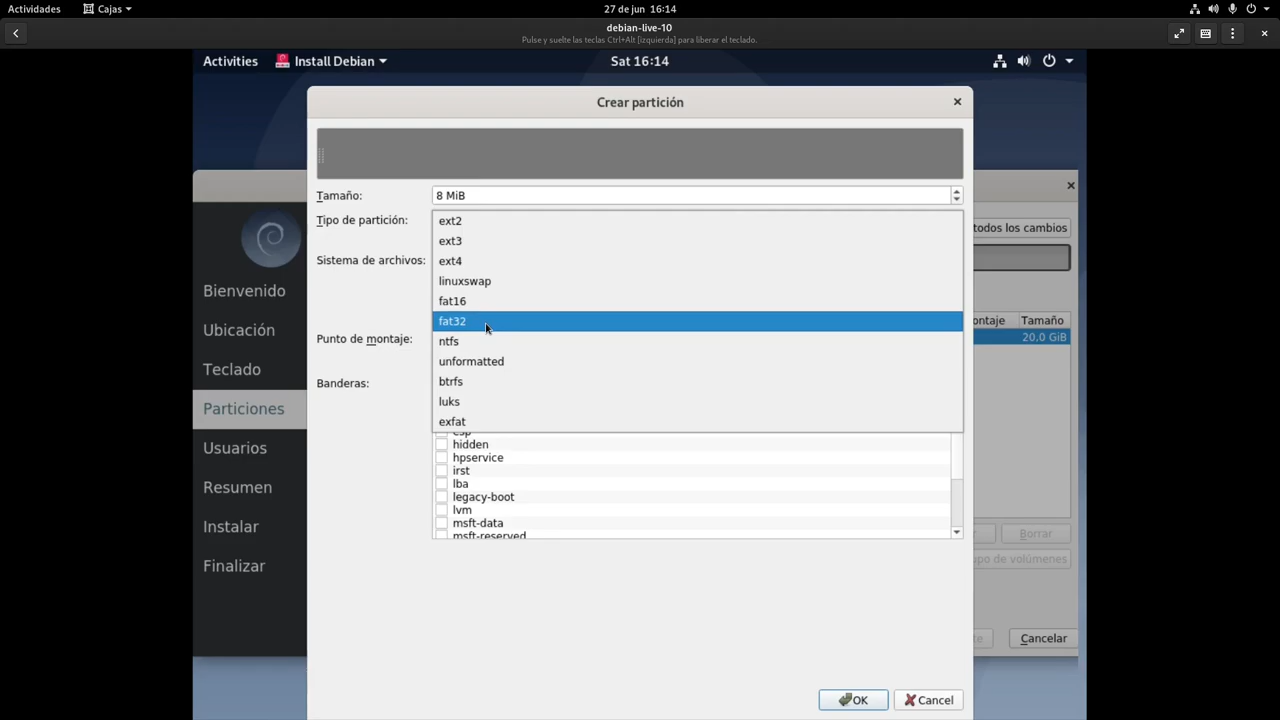 Actividades
Cajas
27 de jun 16:14
debian-live-10
Pulse y suelte las teclas Ctrl+Alt [izquierda] para liberar el teclado.
Activities
Install Debian
Sat 16:14
Crear partición
Tamaño:
8 MiB
Tipo de partición:
ext2
ext3
ext4
Sistema de archivos:
linuxswap
fat16
fat32
Punto de montaje:
ntfs
unformatted
Banderas:
btrfs
luks
exfat
esp
hidden
hpservice
irst
lba
legacy-boot
lvm
msft-data
msft-reserved
OK
Cancel
Bienvenido
Ubicación
Teclado
Particiones
Usuarios
Resumen
Instalar
Finalizar
todos los cambios
Tamaño
20.0 GiB
Borrar
de volúmenes
Cancelar